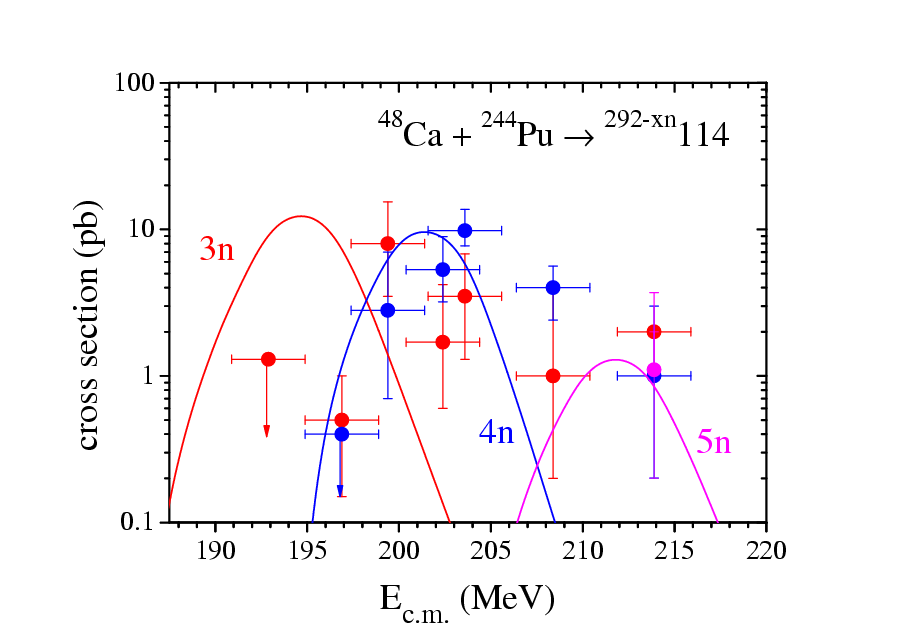 100
10
1
0.1
cross section (pb)
⁴⁸Ca + ²⁴⁴Pu → ²⁹²⁻ˣⁿ114
3n
4n
5n
190 195 200 205 210 215 220
E_c.m. (MeV)